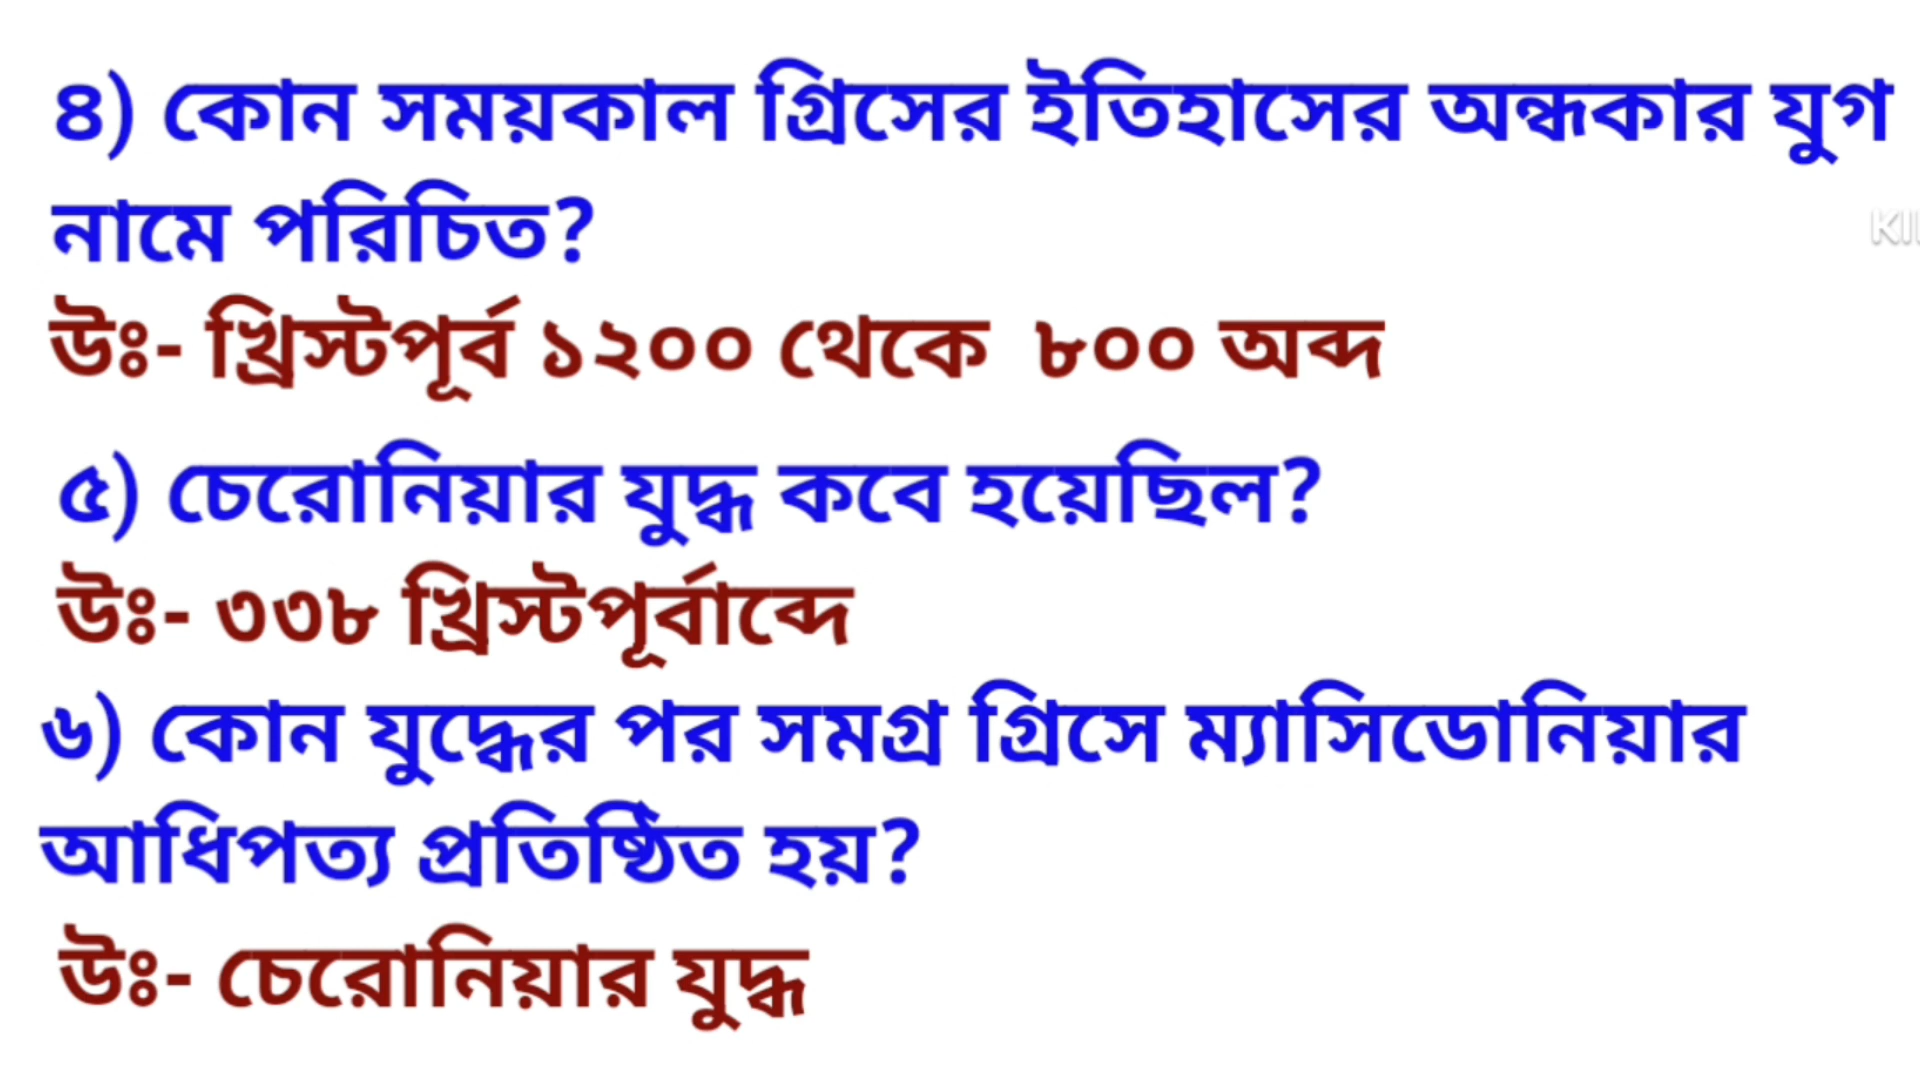 ৪) কোন সময়কাল গ্রিসের ইতিহাসের অন্ধকার যুগ
নামে পরিচিত?
উঃ- খ্রিস্টপূর্ব ১২০০ থেকে ৮০০ অব্দ
৫) চেরোনিয়ার যুদ্ধ কবে হয়েছিল?
উঃ- ৩৩৮ খ্রিস্টপূর্বাব্দে
৬) কোন যুদ্ধের পর সমগ্র গ্রিসে ম্যাসিডোনিয়ার
আধিপত্য প্রতিষ্ঠিত হয়?
উঃ- চেরোনিয়ার যুদ্ধ